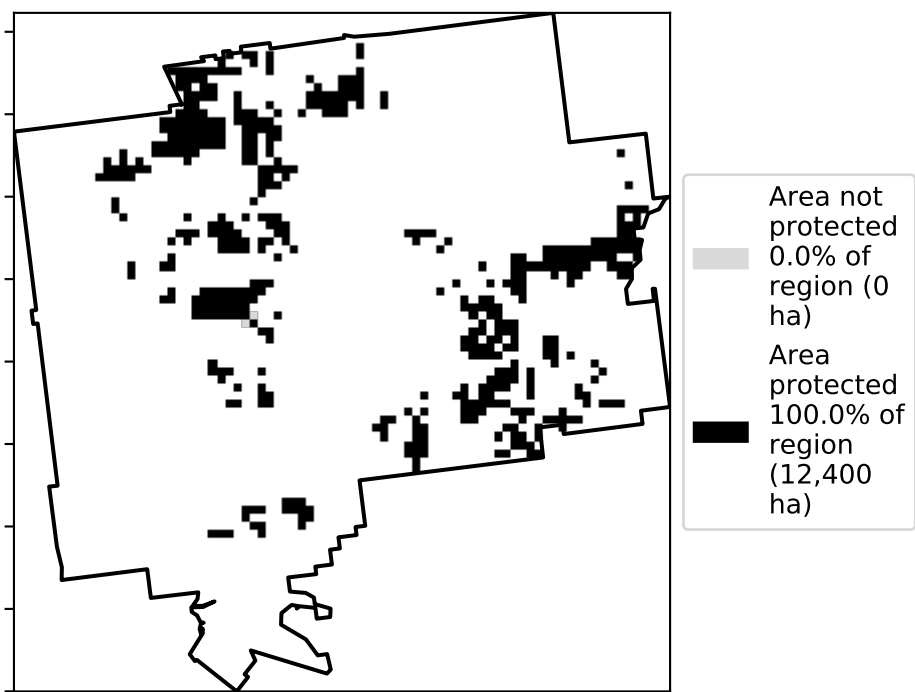 Area not
protected
0.0% of
region (0
ha)
Area
protected
100.0% of
region
(12,400
ha)